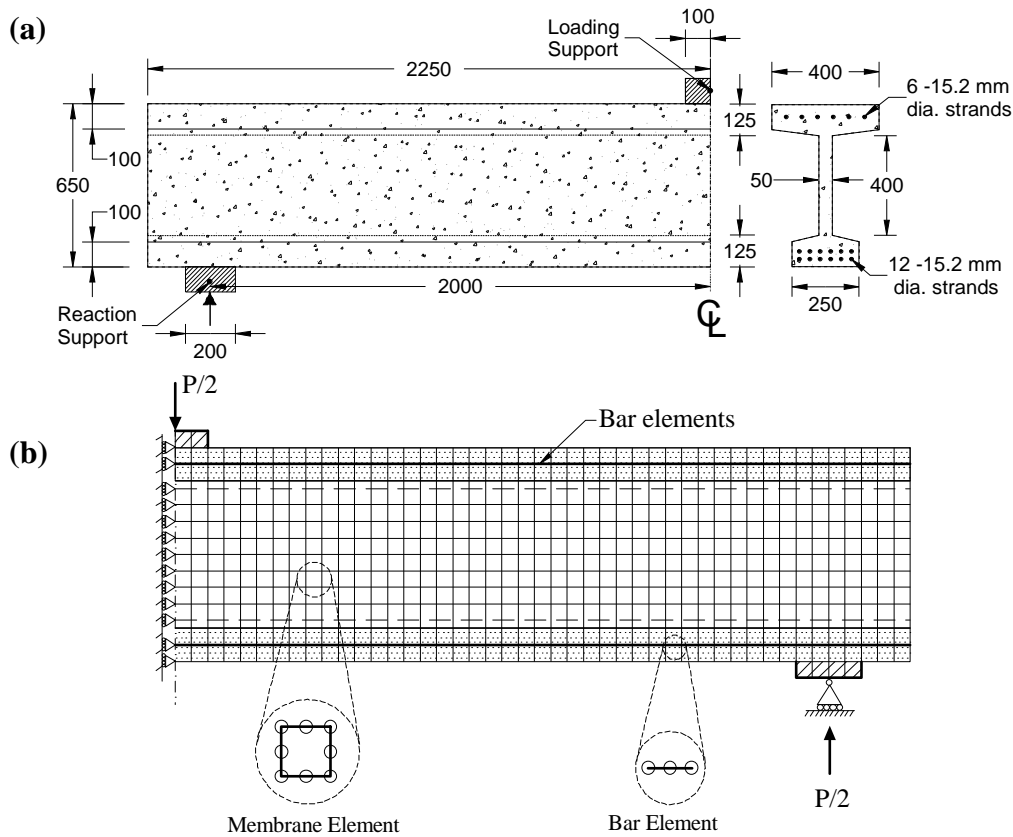 (a)
Loading
Support
100
2250
400
6 -15.2 mm
dia. strands
125
100
650
50
400
100
125
12 -15.2 mm
dia. strands
2000
250
Reaction
Support
℄
200
P/2
(b)
Bar elements
Membrane Element
Bar Element
P/2